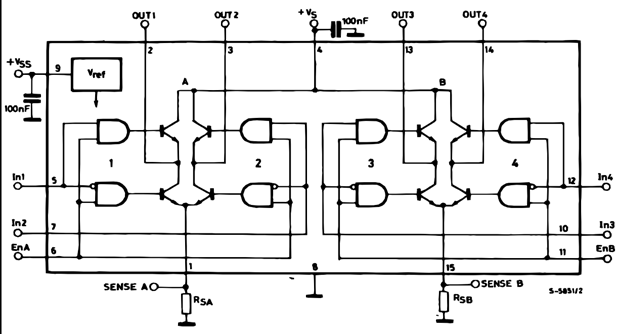 OUT1 OUT2 +VS 100nF OUT3 OUT4
2 3 4 13 14
+VSS 9 Vref A B
100nF
1 2 3 4
In1 5 12 In4
In2 7 10 In3
EnA 6 11 EnB
1 8 15
SENSE A SENSE B S-5851/2
RSA RSB